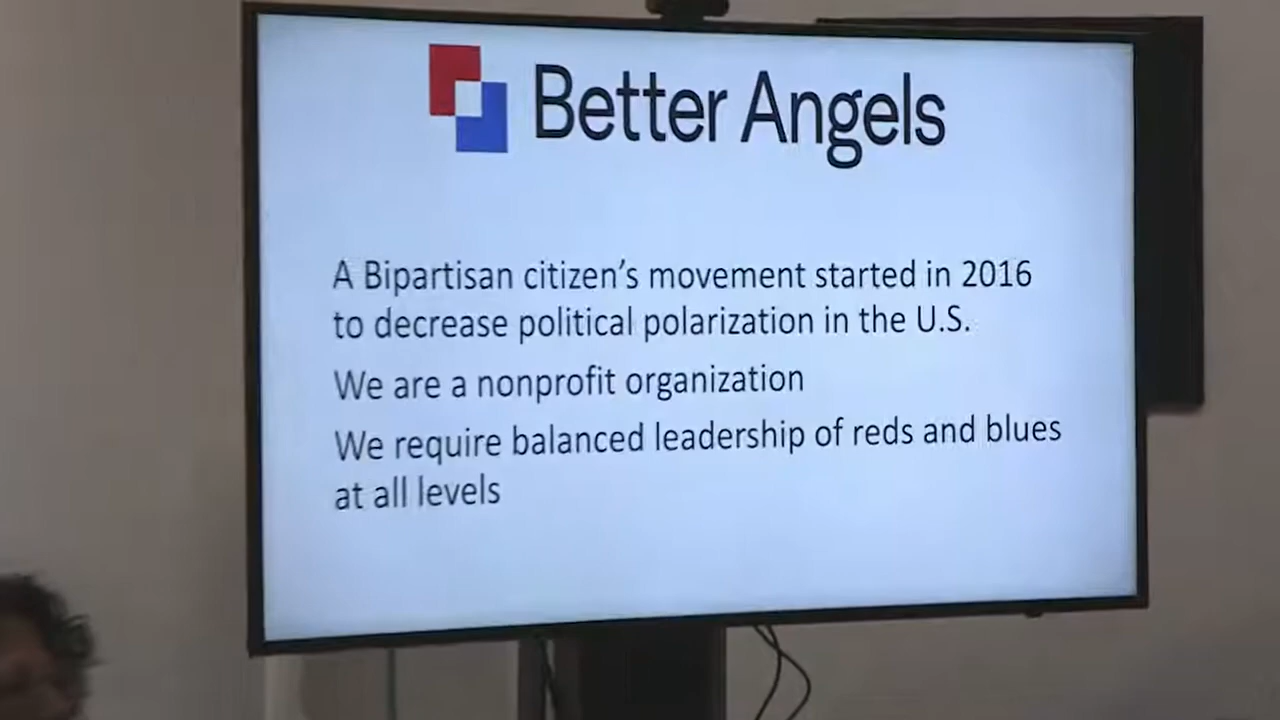 Better Angels
A Bipartisan citizen's movement started in 2016
to decrease political polarization in the U.S.
We are a nonprofit organization
We require balanced leadership of reds and blues
at all levels